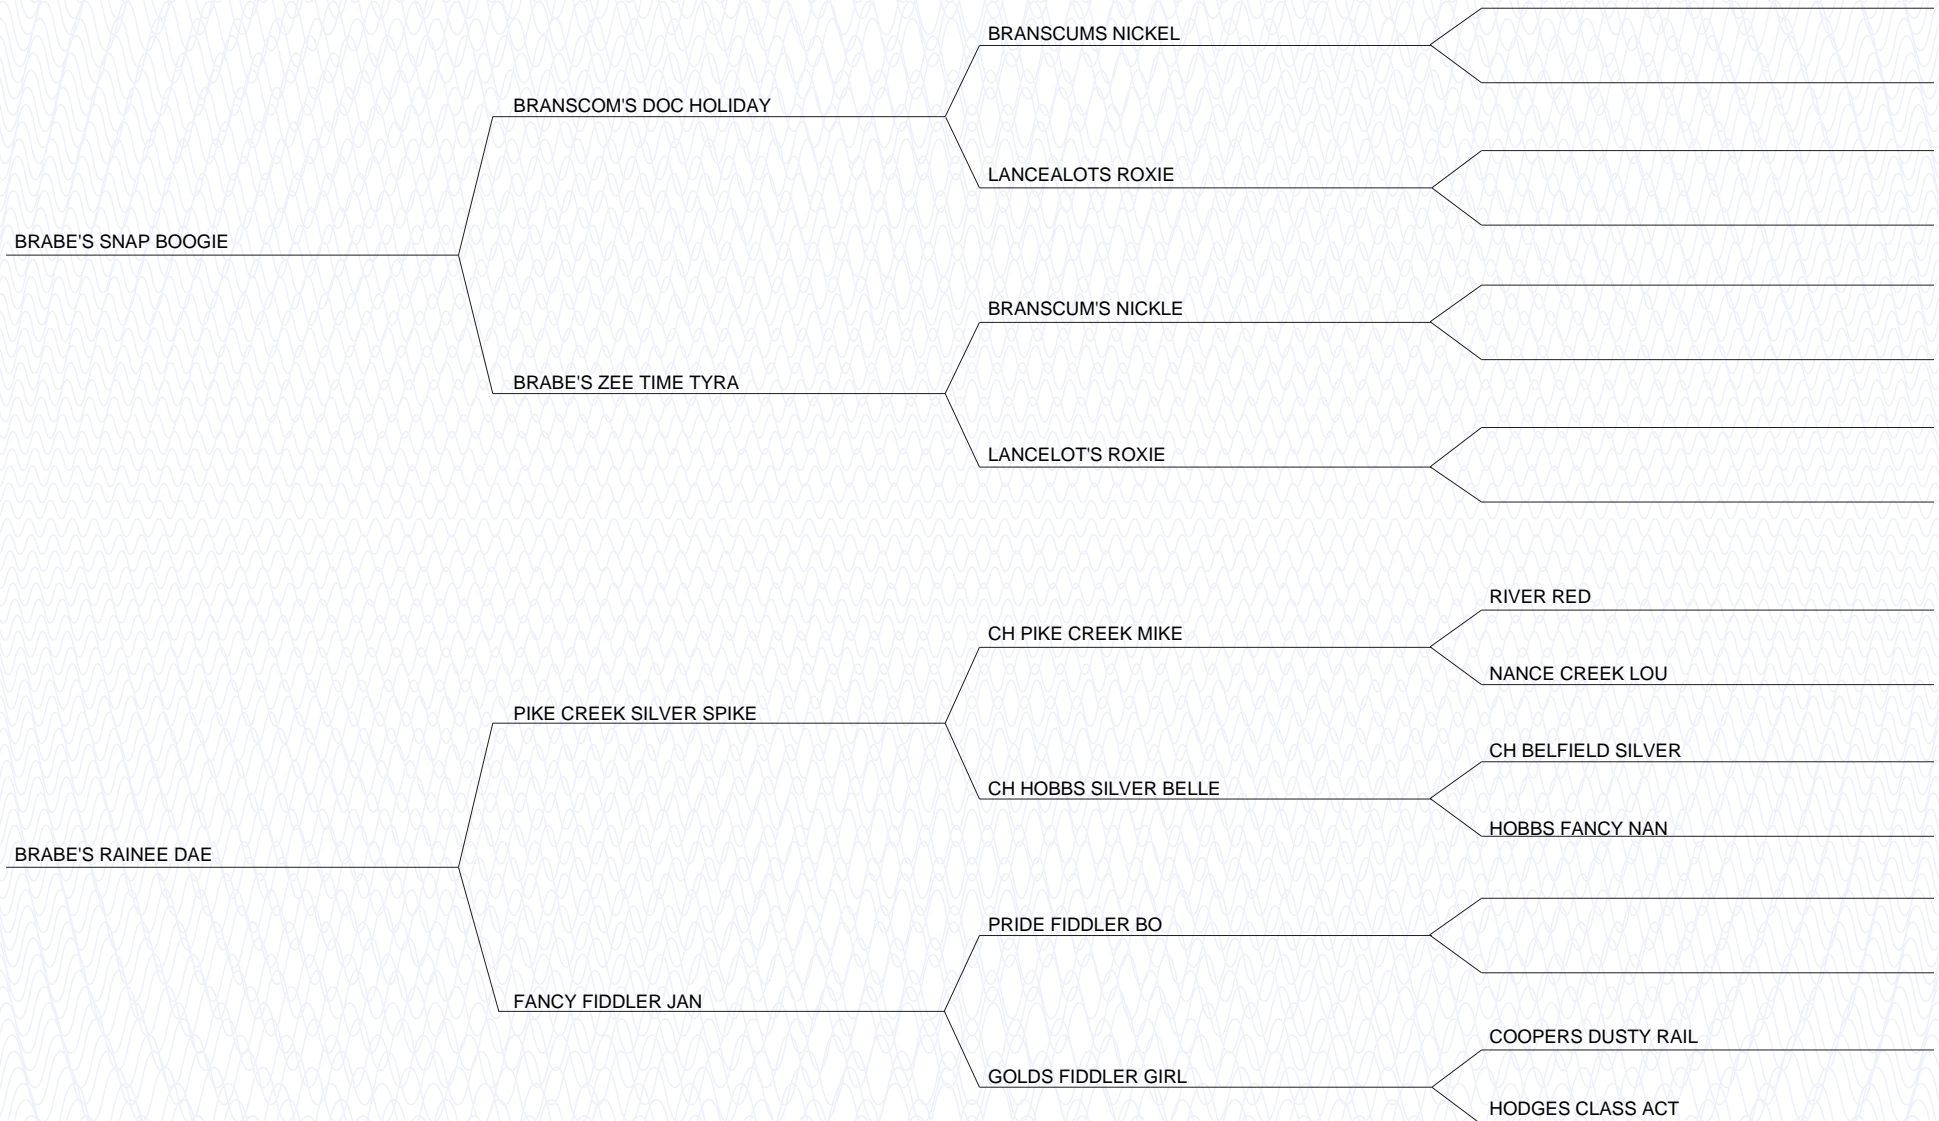 BRANSCUMS NICKEL
BRANSCOM'S DOC HOLIDAY
LANCEALOTS ROXIE
BRABE'S SNAP BOOGIE
BRANSCUM'S NICKLE
BRABE'S ZEE TIME TYRA
LANCELOT'S ROXIE
RIVER RED
CH PIKE CREEK MIKE
NANCE CREEK LOU
PIKE CREEK SILVER SPIKE
CH BELFIELD SILVER
CH HOBBS SILVER BELLE
HOBBS FANCY NAN
BRABE'S RAINEE DAE
PRIDE FIDDLER BO
FANCY FIDDLER JAN
COOPERS DUSTY RAIL
GOLDS FIDDLER GIRL
HODGES CLASS ACT